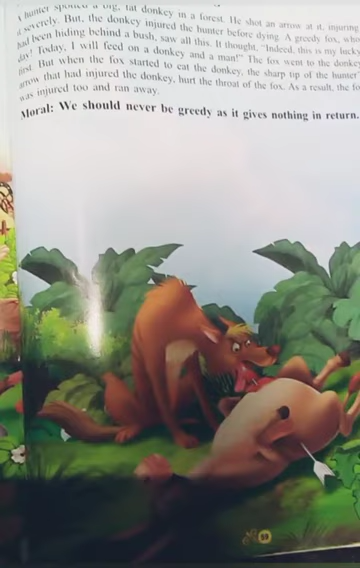 hunter spotted a big, fat donkey in a forest. He shot an arrow at it, injuring
it severely. But, the donkey injured the hunter before dying. A greedy fox, who
had been hiding behind a bush, saw all this. It thought, "Indeed, this is my lucky
day! Today, I will feed on a donkey and a man!" The fox went to the donkey
first. But when the fox started to eat the donkey, the sharp tip of the hunter's
arrow that had injured the donkey, hurt the throat of the fox. As a result, the fo
was injured too and ran away.
Moral: We should never be greedy as it gives nothing in return.